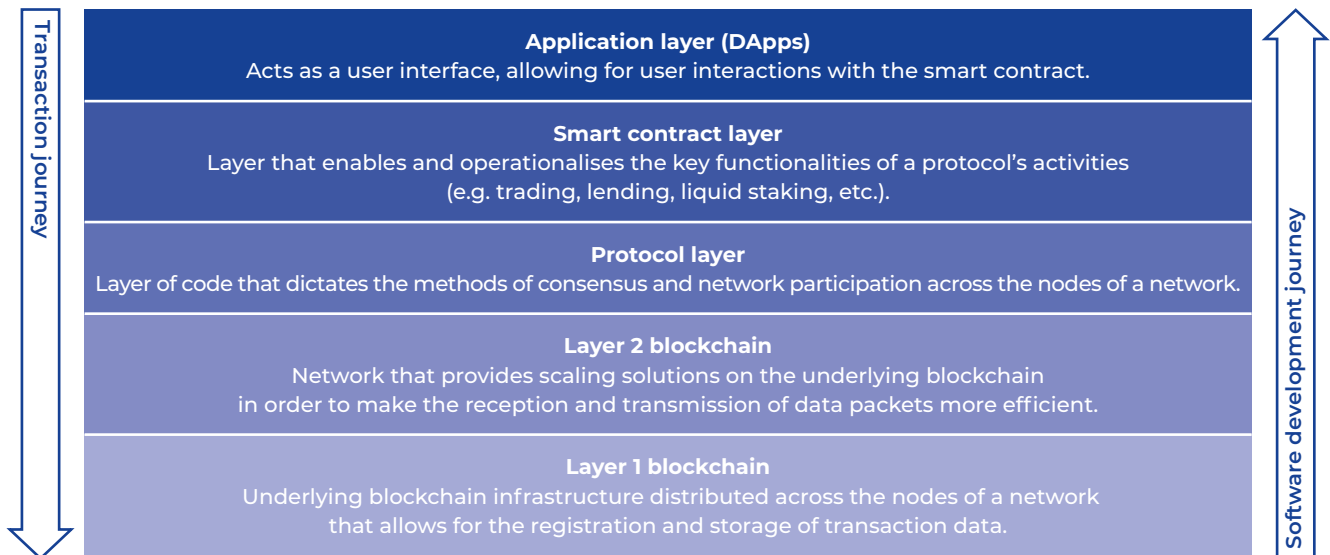 Transaction journey
Application layer (DApps)
Acts as a user interface, allowing for user interactions with the smart contract.
Smart contract layer
Layer that enables and operationalises the key functionalities of a protocol's activities
(e.g. trading, lending, liquid staking, etc.).
Protocol layer
Layer of code that dictates the methods of consensus and network participation across the nodes of a network.
Layer 2 blockchain
Network that provides scaling solutions on the underlying blockchain
in order to make the reception and transmission of data packets more efficient.
Layer 1 blockchain
Underlying blockchain infrastructure distributed across the nodes of a network
that allows for the registration and storage of transaction data.
Software development journey